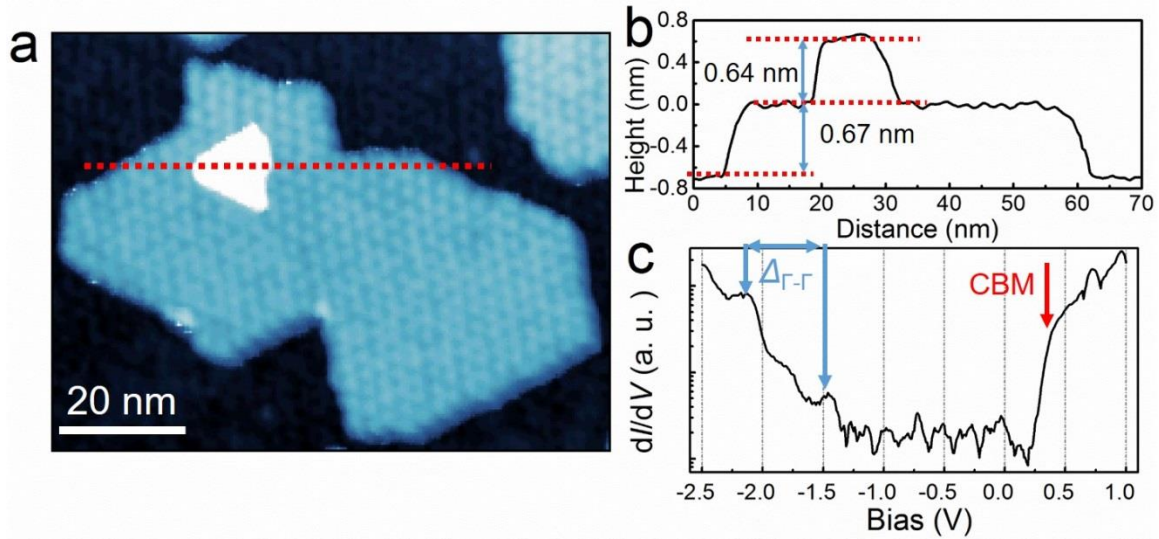 a
20 nm
b
Height (nm)
0.8
0.4
0.0
-0.4
-0.8
0.64 nm
0.67 nm
0 10 20 30 40 50 60 70
Distance (nm)
c
dI/dV (a. u. )
Δ Γ-Γ
CBM
-2.5 -2.0 -1.5 -1.0 -0.5 0.0 0.5 1.0
Bias (V)